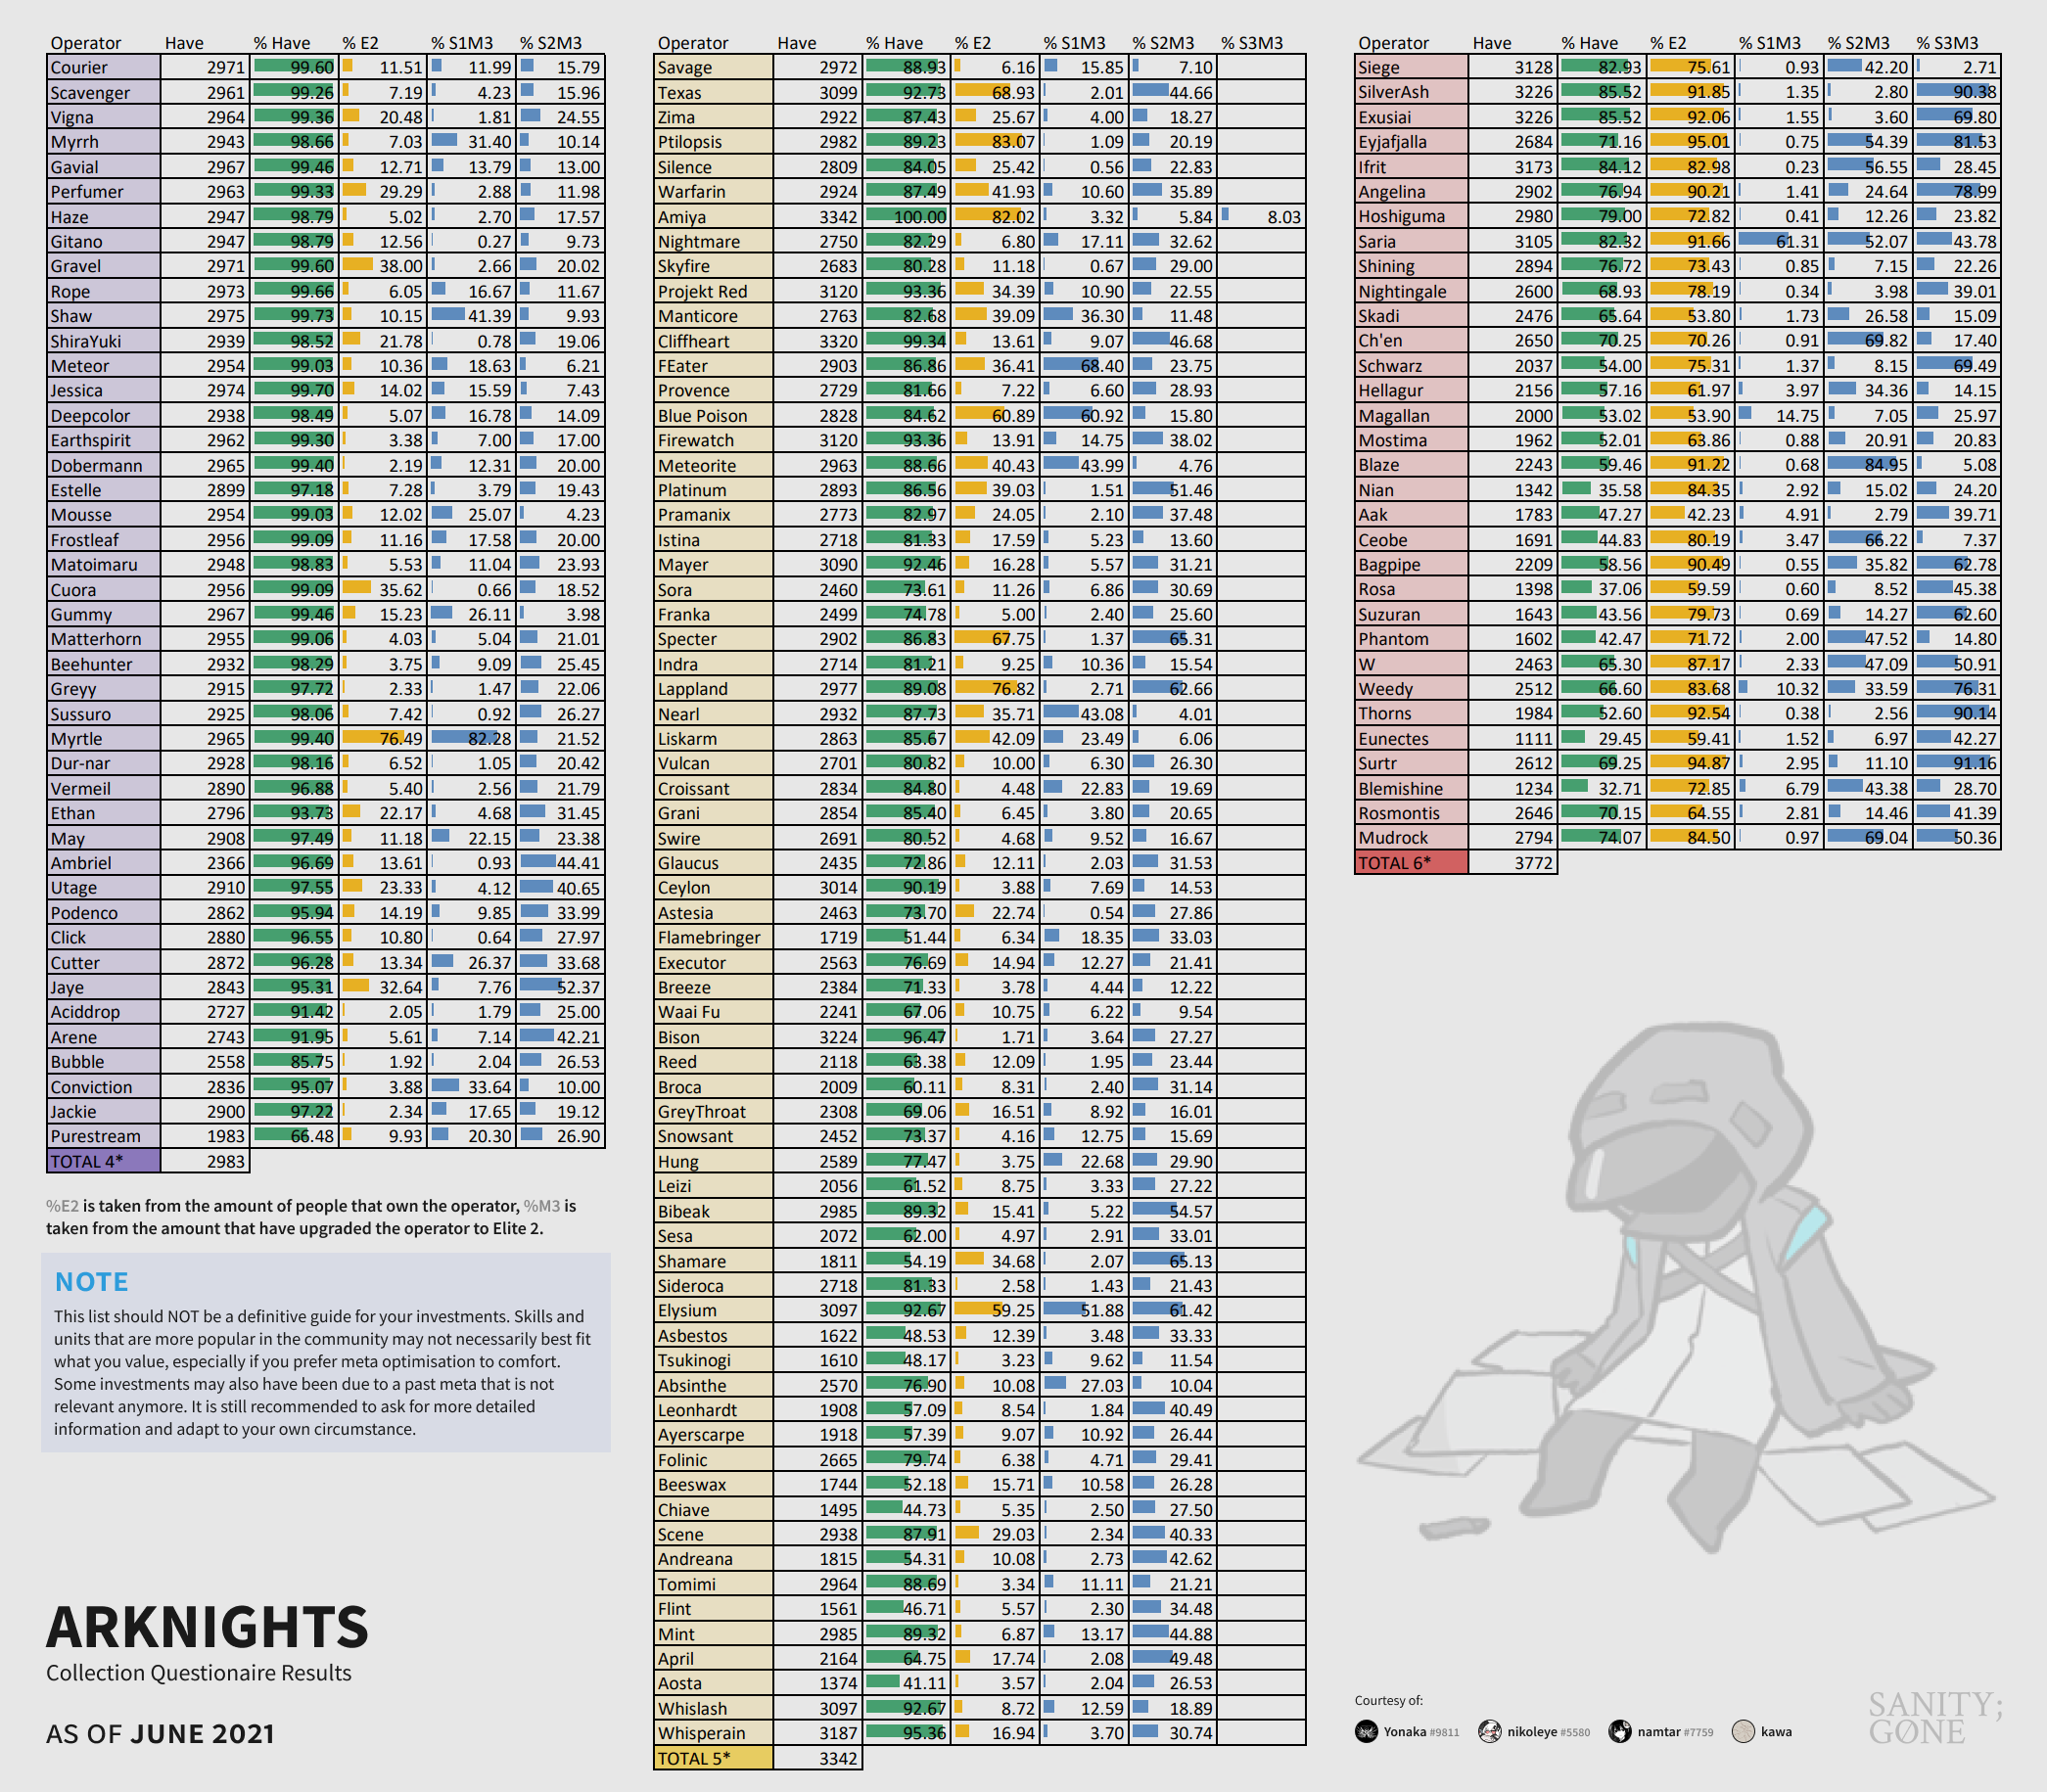 Operator Have % Have % E2 % S1M3 % S2M3
Courier 2971 99.60 11.51 11.99 15.79
Scavenger 2961 99.26 7.19 4.23 15.96
Vigna 2964 99.36 20.48 1.81 24.55
Myrrh 2943 98.66 7.03 31.40 10.14
Gavial 2967 99.46 12.71 13.79 13.00
Perfumer 2963 99.33 29.29 2.88 11.98
Haze 2947 98.79 5.02 2.70 17.57
Gitano 2947 98.79 12.56 0.27 9.73
Gravel 2971 99.60 38.00 2.66 20.02
Rope 2973 99.66 6.05 16.67 11.67
Shaw 2975 99.73 10.15 41.39 9.93
ShiraYuki 2939 98.52 21.78 0.78 19.06
Meteor 2954 99.03 10.36 18.63 6.21
Jessica 2974 99.70 14.02 15.59 7.43
Deepcolor 2938 98.49 5.07 16.78 14.09
Earthspirit 2962 99.30 3.38 7.00 17.00
Dobermann 2965 99.40 2.19 12.31 20.00
Estelle 2899 97.18 7.28 3.79 19.43
Mousse 2954 99.03 12.02 25.07 4.23
Frostleaf 2956 99.09 11.16 17.58 20.00
Matoimaru 2948 98.83 5.53 11.04 23.93
Cuora 2956 99.09 35.62 0.66 18.52
Gummy 2967 99.46 15.23 26.11 3.98
Matterhorn 2955 99.06 4.03 5.04 21.01
Beehunter 2932 98.29 3.75 9.09 25.45
Greyy 2915 97.72 2.33 1.47 22.06
Sussuro 2925 98.06 7.42 0.92 26.27
Myrtle 2965 99.40 76.49 82.28 21.52
Dur-nar 2928 98.16 6.52 1.05 20.42
Vermeil 2890 96.88 5.40 2.56 21.79
Ethan 2796 93.73 22.17 4.68 31.45
May 2908 97.49 11.18 22.15 23.38
Ambriel 2366 96.69 13.61 0.93 44.41
Utage 2910 97.55 23.33 4.12 40.65
Podenco 2862 95.94 14.19 9.85 33.99
Click 2880 96.55 10.80 0.64 27.97
Cutter 2872 96.28 13.34 26.37 33.68
Jaye 2843 95.31 32.64 7.76 52.37
Aciddrop 2727 91.42 2.05 1.79 25.00
Arene 2743 91.95 5.61 7.14 42.21
Bubble 2558 85.75 1.92 2.04 26.53
Conviction 2836 95.07 3.88 33.64 10.00
Jackie 2900 97.22 2.34 17.65 19.12
Purestream 1983 66.48 9.93 20.30 26.90
TOTAL 4* 2983
%E2 is taken from the amount of people that own the operator, %M3 is
taken from the amount that have upgraded the operator to Elite 2.
NOTE
This list should NOT be a definitive guide for your investments. Skills and
units that are more popular in the community may not necessarily best fit
what you value, especially if you prefer meta optimisation to comfort.
Some investments may also have been due to a past meta that is not
relevant anymore. It is still recommended to ask for more detailed
information and adapt to your own circumstance.
ARKNIGHTS
Collection Questionaire Results
AS OF JUNE 2021
Operator Have % Have % E2 % S1M3 % S2M3 % S3M3
Savage 2972 88.93 6.16 15.85 7.10
Texas 3099 92.73 68.93 2.01 44.66
Zima 2922 87.43 25.67 4.00 18.27
Ptilopsis 2982 89.23 83.07 1.09 20.19
Silence 2809 84.05 25.42 0.56 22.83
Warfarin 2924 87.49 41.93 10.60 35.89
Amiya 3342 100.00 82.02 3.32 5.84 8.03
Nightmare 2750 82.29 6.80 17.11 32.62
Skyfire 2683 80.28 11.18 0.67 29.00
Projekt Red 3120 93.36 34.39 10.90 22.55
Manticore 2763 82.68 39.09 36.30 11.48
Cliffheart 3320 99.34 13.61 9.07 46.68
FEater 2903 86.86 36.41 68.40 23.75
Provence 2729 81.66 7.22 6.60 28.93
Blue Poison 2828 84.62 60.89 60.92 15.80
Firewatch 3120 93.36 13.91 14.75 38.02
Meteorite 2963 88.66 40.43 43.99 4.76
Platinum 2893 86.56 39.03 1.51 51.46
Pramanix 2773 82.97 24.05 2.10 37.48
Istina 2718 81.33 17.59 5.23 13.60
Mayer 3090 92.46 16.28 5.57 31.21
Sora 2460 73.61 11.26 6.86 30.69
Franka 2499 74.78 5.00 2.40 25.60
Specter 2902 86.83 67.75 1.37 65.31
Indra 2714 81.21 9.25 10.36 15.54
Lappland 2977 89.08 76.82 2.71 62.66
Nearl 2932 87.73 35.71 43.08 4.01
Liskarm 2863 85.67 42.09 23.49 6.06
Vulcan 2701 80.82 10.00 6.30 26.30
Croissant 2834 84.80 4.48 22.83 19.69
Grani 2854 85.40 6.45 3.80 20.65
Swire 2691 80.52 4.68 9.52 16.67
Glaucus 2435 72.86 12.11 2.03 31.53
Ceylon 3014 90.19 3.88 7.69 14.53
Astesia 2463 73.70 22.74 0.54 27.86
Flamebringer 1719 51.44 6.34 18.35 33.03
Executor 2563 76.69 14.94 12.27 21.41
Breeze 2384 71.33 3.78 4.44 12.22
Waai Fu 2241 67.06 10.75 6.22 9.54
Bison 3224 96.47 1.71 3.64 27.27
Reed 2118 63.38 12.09 1.95 23.44
Broca 2009 60.11 8.31 2.40 31.14
GreyThroat 2308 69.06 16.51 8.92 16.01
Snowsant 2452 73.37 4.16 12.75 15.69
Hung 2589 77.47 3.75 22.68 29.90
Leizi 2056 61.52 8.75 3.33 27.22
Bibeak 2985 89.32 15.41 5.22 54.57
Sesa 2072 62.00 4.97 2.91 33.01
Shamare 1811 54.19 34.68 2.07 65.13
Sideroca 2718 81.33 2.58 1.43 21.43
Elysium 3097 92.67 59.25 51.88 61.42
Asbestos 1622 48.53 12.39 3.48 33.33
Tsukinogi 1610 48.17 3.23 9.62 11.54
Absinthe 2570 76.90 10.08 27.03 10.04
Leonhardt 1908 57.09 8.54 1.84 40.49
Ayerscarpe 1918 57.39 9.07 10.92 26.44
Folinic 2665 79.74 6.38 4.71 29.41
Beeswax 1744 52.18 15.71 10.58 26.28
Chiave 1495 44.73 5.35 2.50 27.50
Scene 2938 87.91 29.03 2.34 40.33
Andreana 1815 54.31 10.08 2.73 42.62
Tomimi 2964 88.69 3.34 11.11 21.21
Flint 1561 46.71 5.57 2.30 34.48
Mint 2985 89.32 6.87 13.17 44.88
April 2164 64.75 17.74 2.08 49.48
Aosta 1374 41.11 3.57 2.04 26.53
Whislash 3097 92.67 8.72 12.59 18.89
Whisperain 3187 95.36 16.94 3.70 30.74
TOTAL 5* 3342
Operator Have % Have % E2 % S1M3 % S2M3 % S3M3
Siege 3128 82.93 75.61 0.93 42.20 2.71
SilverAsh 3226 85.52 91.85 1.35 2.80 90.38
Exusiai 3226 85.52 92.06 1.55 3.60 69.80
Eyjafjalla 2684 71.16 95.01 0.75 54.39 81.53
Ifrit 3173 84.12 82.98 0.23 56.55 28.45
Angelina 2902 76.94 90.21 1.41 24.64 78.99
Hoshiguma 2980 79.00 72.82 0.41 12.26 23.82
Saria 3105 82.32 91.66 61.31 52.07 43.78
Shining 2894 76.72 73.43 0.85 7.15 22.26
Nightingale 2600 68.93 78.19 0.34 3.98 39.01
Skadi 2476 65.64 53.80 1.73 26.58 15.09
Ch'en 2650 70.25 70.26 0.91 69.82 17.40
Schwarz 2037 54.00 75.31 1.37 8.15 69.49
Hellagur 2156 57.16 61.97 3.97 34.36 14.15
Magallan 2000 53.02 53.90 14.75 7.05 25.97
Mostima 1962 52.01 63.86 0.88 20.91 20.83
Blaze 2243 59.46 91.22 0.68 84.95 5.08
Nian 1342 35.58 84.35 2.92 15.02 24.20
Aak 1783 47.27 42.23 4.91 2.79 39.71
Ceobe 1691 44.83 80.19 3.47 66.22 7.37
Bagpipe 2209 58.56 90.49 0.55 35.82 62.78
Rosa 1398 37.06 59.59 0.60 8.52 45.38
Suzuran 1643 43.56 79.73 0.69 14.27 62.60
Phantom 1602 42.47 71.72 2.00 47.52 14.80
W 2463 65.30 87.17 2.33 47.09 50.91
Weedy 2512 66.60 83.68 10.32 33.59 76.31
Thorns 1984 52.60 92.54 0.38 2.56 90.14
Eunectes 1111 29.45 59.41 1.52 6.97 42.27
Surtr 2612 69.25 94.87 2.95 11.10 91.16
Blemishine 1234 32.71 72.85 6.79 43.38 28.70
Rosmontis 2646 70.15 64.55 2.81 14.46 41.39
Mudrock 2794 74.07 84.50 0.97 69.04 50.36
TOTAL 6* 3772
Courtesy of:
Yonaka #9811 nikoleye #5580 namtar #7759 kawa
SANITY;
GØNE